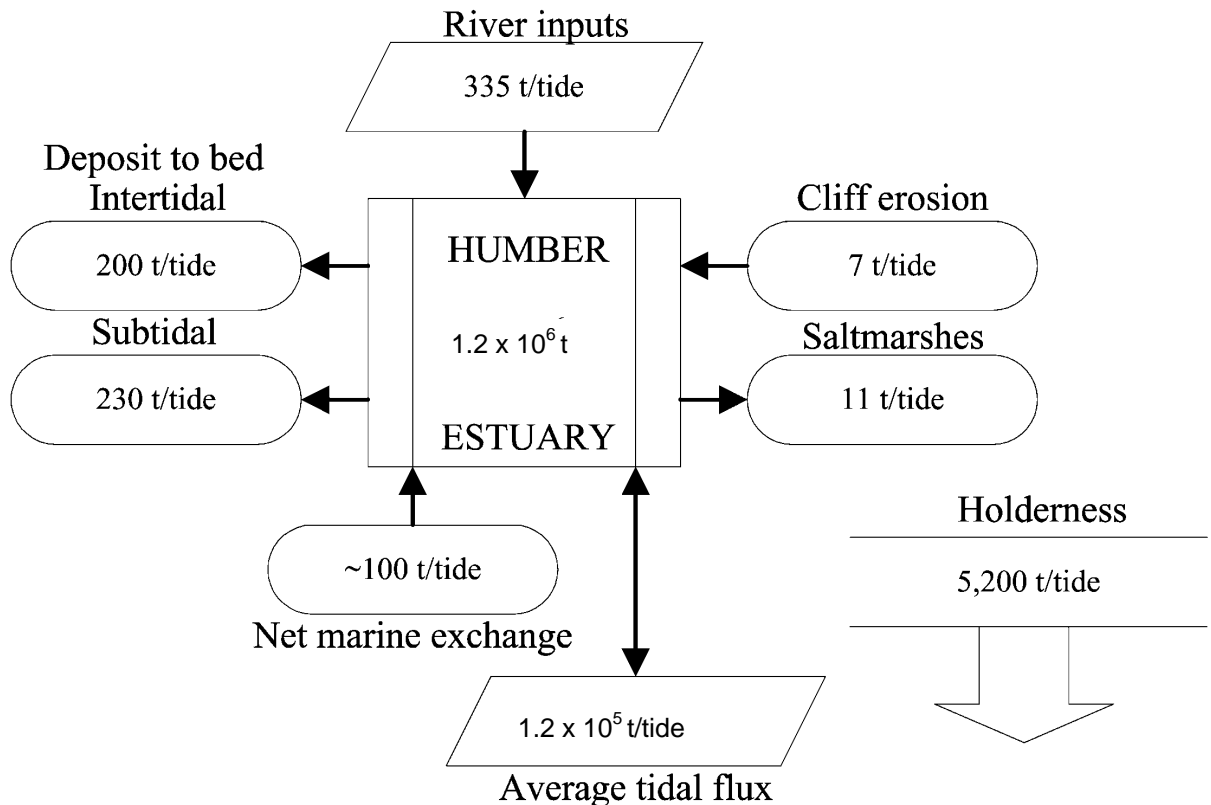 River inputs
335 t/tide
Deposit to bed
Intertidal
200 t/tide
Cliff erosion
7 t/tide
HUMBER
1.2 x 10⁶ t
ESTUARY
Subtidal
230 t/tide
Saltmarshes
11 t/tide
~100 t/tide
Net marine exchange
Holderness
5,200 t/tide
1.2 x 10⁵ t/tide
Average tidal flux